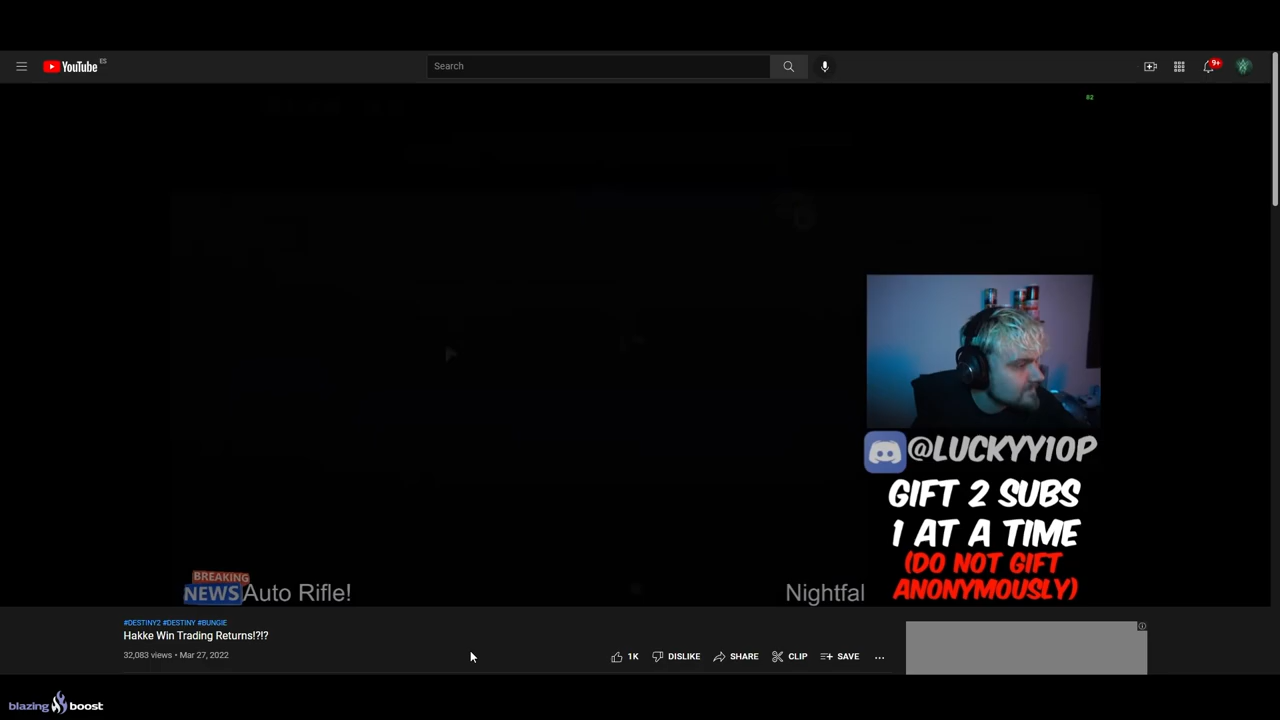 YouTube ES
Search
9+
#2
@LUCKYY10P
GIFT 2 SUBS
1 AT A TIME
(DO NOT GIFT
ANONYMOUSLY)
BREAKING
NEWS Auto Rifle!
Nightfal
#DESTINY2 #DESTINY #BUNGIE
Hakke Win Trading Returns!?!?
32,083 views • Mar 27, 2022
1K DISLIKE SHARE CLIP SAVE ...
blazing boost